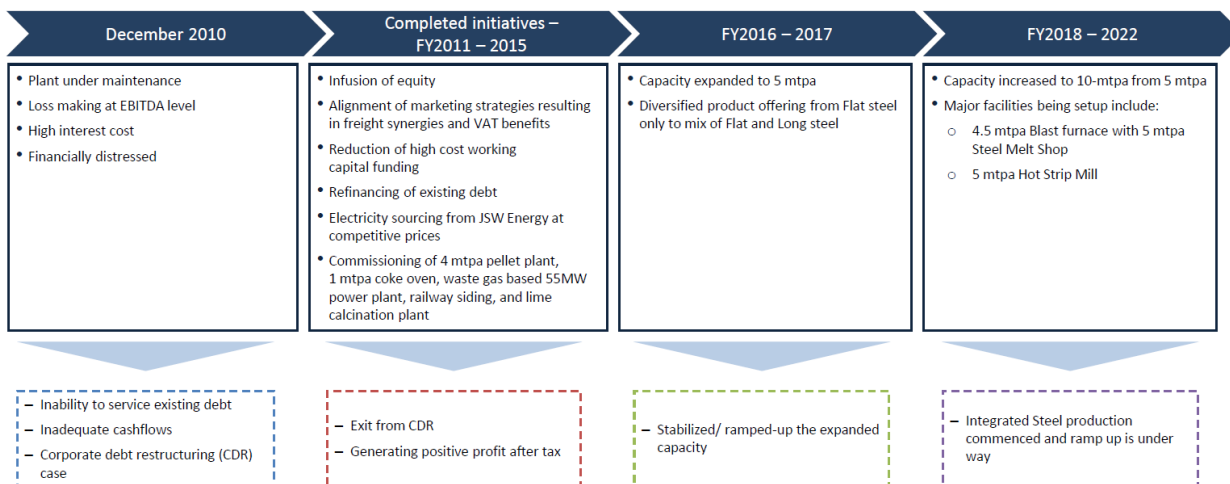 December 2010
Completed initiatives –
FY2011 – 2015
FY2016 – 2017
FY2018 – 2022
• Plant under maintenance
• Loss making at EBITDA level
• High interest cost
• Financially distressed
• Infusion of equity
• Alignment of marketing strategies resulting
in freight synergies and VAT benefits
• Reduction of high cost working
capital funding
• Refinancing of existing debt
• Electricity sourcing from JSW Energy at
competitive prices
• Commissioning of 4 mtpa pellet plant,
1 mtpa coke oven, waste gas based 55MW
power plant, railway siding, and lime
calcination plant
• Capacity expanded to 5 mtpa
• Diversified product offering from Flat steel
only to mix of Flat and Long steel
• Capacity increased to 10-mtpa from 5 mtpa
• Major facilities being setup include:
o 4.5 mtpa Blast furnace with 5 mtpa
Steel Melt Shop
o 5 mtpa Hot Strip Mill
– Inability to service existing debt
– Inadequate cashflows
– Corporate debt restructuring (CDR)
case
– Exit from CDR
– Generating positive profit after tax
– Stabilized/ ramped-up the expanded
capacity
– Integrated Steel production
commenced and ramp up is under
way